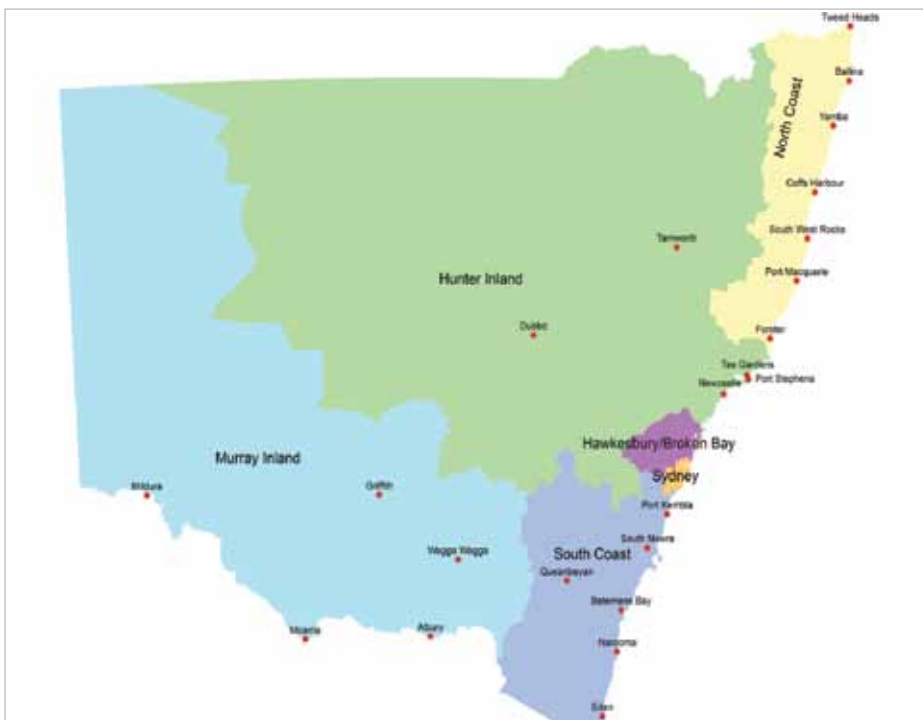 Tweed Heads
Ballina
North Coast
Yamba
Coffs Harbour
South West Rocks
Tamworth
Port Macquarie
Hunter Inland
Dubbo
Forster
Tea Gardens
Port Stephens
Newcastle
Hawkesbury/Broken Bay
Murray Inland
Sydney
Mildura
Griffith
Port Kembla
South Nowra
Wagga Wagga
South Coast
Queanbeyan
Batemans Bay
Moama
Albury
Narooma
Eden